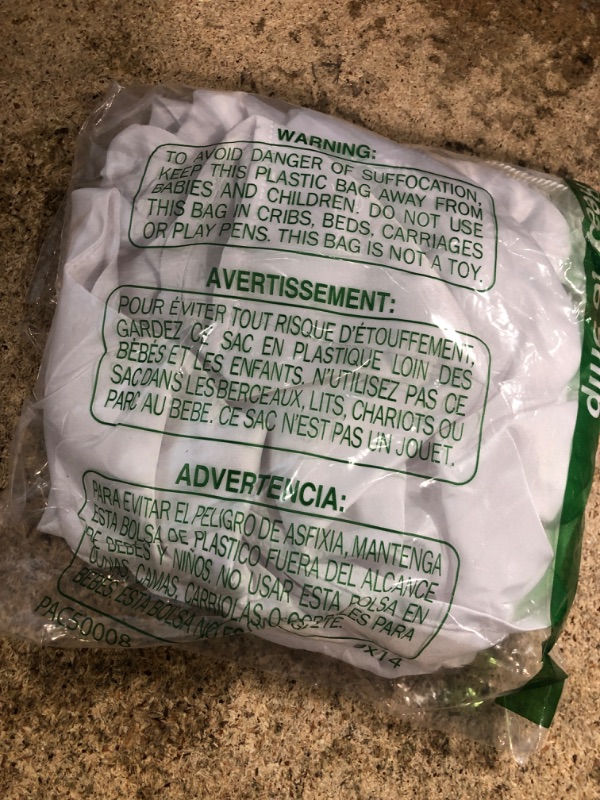 WARNING:
TO AVOID DANGER OF SUFFOCATION,
KEEP THIS PLASTIC BAG AWAY FROM
BABIES AND CHILDREN. DO NOT USE
THIS BAG IN CRIBS, BEDS, CARRIAGES
OR PLAY PENS. THIS BAG IS NOT A TOY.
AVERTISSEMENT:
POUR ÉVITER TOUT RISQUE D'ÉTOUFFEMENT,
GARDEZ CE SAC EN PLASTIQUE LOIN DES
BÉBÉS ET LES ENFANTS. N'UTILISEZ PAS CE
SAC DANS LES BERCEAUX, LITS, CHARIOTS OU
PARC AU BEBE. CE SAC N'EST PAS UN JOUET.
ADVERTENCIA:
PARA EVITAR EL PELIGRO DE ASFIXIA, MANTENGA
ESTA BOLSA DE PLASTICO FUERA DEL ALCANCE
DE BEBÉS Y NIÑOS. NO USAR ESTA BOLSA EN
CAMAS, CARRIOLAS, O ES PARA
BEBES. ESTA BOLSA NO ES
PAC50008